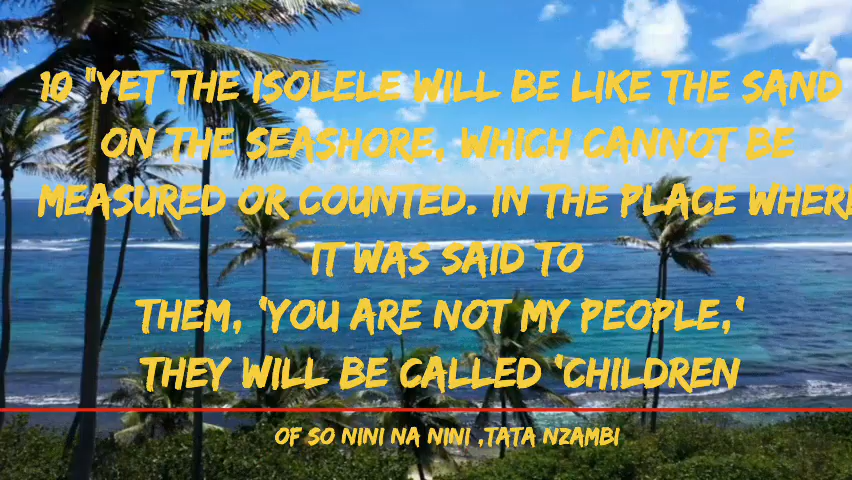 10 "YET THE ISOLELE WILL BE LIKE THE SAND
ON THE SEASHORE, WHICH CANNOT BE
MEASURED OR COUNTED. IN THE PLACE WHERE
IT WAS SAID TO
THEM, 'YOU ARE NOT MY PEOPLE,'
THEY WILL BE CALLED 'CHILDREN
OF SO NINI NA NINI ,TATA NZAMBI